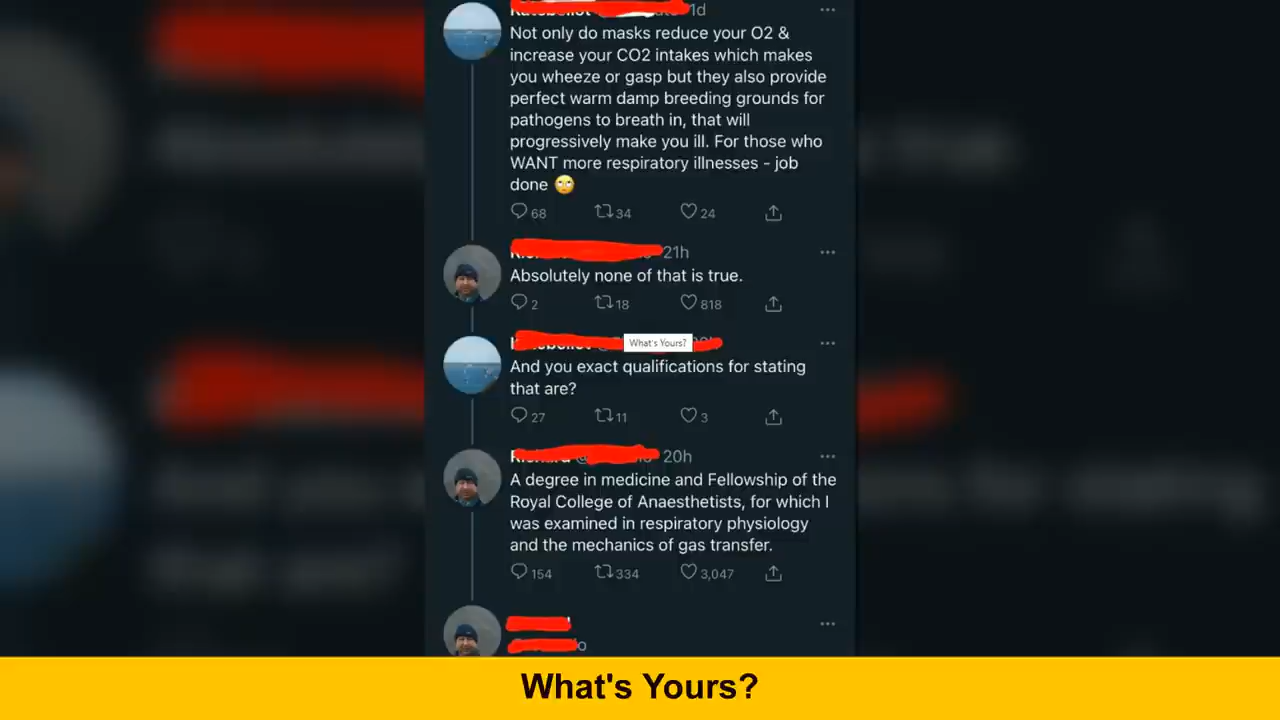 1d
Not only do masks reduce your O2 &
increase your CO2 intakes which makes
you wheeze or gasp but they also provide
perfect warm damp breeding grounds for
pathogens to breath in, that will
progressively make you ill. For those who
WANT more respiratory illnesses - job
done 🙄
68 34 24
21h
Absolutely none of that is true.
2 18 818
What's Yours?
And you exact qualifications for stating
that are?
27 11 3
20h
A degree in medicine and Fellowship of the
Royal College of Anaesthetists, for which I
was examined in respiratory physiology
and the mechanics of gas transfer.
154 334 3,047
What's Yours?